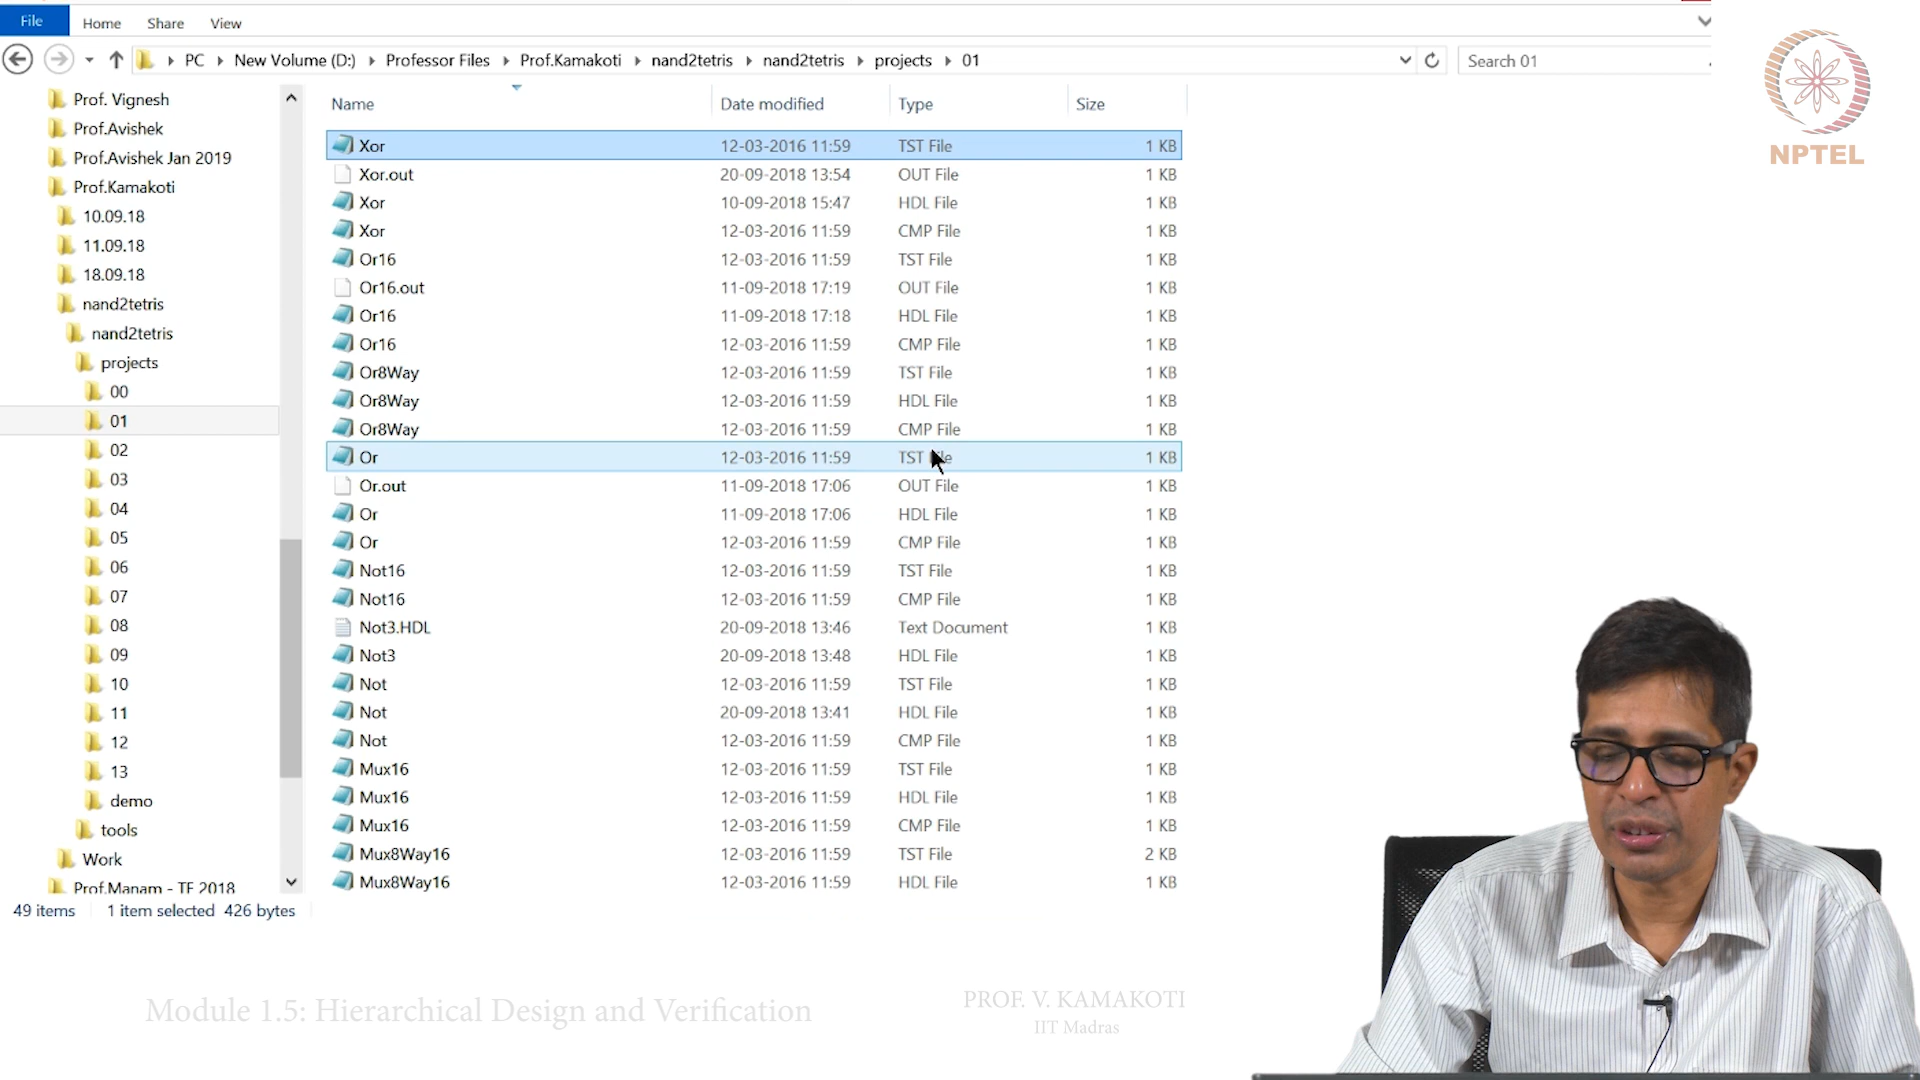 File Home Share View
PC New Volume (D:) Professor Files Prof.Kamakoti nand2tetris nand2tetris projects 01 Search 01
NPTEL
Prof. Vignesh
Prof.Avishek
Prof.Avishek Jan 2019
Prof.Kamakoti
10.09.18
11.09.18
18.09.18
nand2tetris
nand2tetris
projects
00
01
02
03
04
05
06
07
08
09
10
11
12
13
demo
tools
Work
Prof.Manam - TF 2018
Name Date modified Type Size
Xor 12-03-2016 11:59 TST File 1 KB
Xor.out 20-09-2018 13:54 OUT File 1 KB
Xor 10-09-2018 15:47 HDL File 1 KB
Xor 12-03-2016 11:59 CMP File 1 KB
Or16 12-03-2016 11:59 TST File 1 KB
Or16.out 11-09-2018 17:19 OUT File 1 KB
Or16 11-09-2018 17:18 HDL File 1 KB
Or16 12-03-2016 11:59 CMP File 1 KB
Or8Way 12-03-2016 11:59 TST File 1 KB
Or8Way 12-03-2016 11:59 HDL File 1 KB
Or8Way 12-03-2016 11:59 CMP File 1 KB
Or 12-03-2016 11:59 TST File 1 KB
Or.out 11-09-2018 17:06 OUT File 1 KB
Or 11-09-2018 17:06 HDL File 1 KB
Or 12-03-2016 11:59 CMP File 1 KB
Not16 12-03-2016 11:59 TST File 1 KB
Not16 12-03-2016 11:59 CMP File 1 KB
Not3.HDL 20-09-2018 13:46 Text Document 1 KB
Not3 20-09-2018 13:48 HDL File 1 KB
Not 12-03-2016 11:59 TST File 1 KB
Not 20-09-2018 13:41 HDL File 1 KB
Not 12-03-2016 11:59 CMP File 1 KB
Mux16 12-03-2016 11:59 TST File 1 KB
Mux16 12-03-2016 11:59 HDL File 1 KB
Mux16 12-03-2016 11:59 CMP File 1 KB
Mux8Way16 12-03-2016 11:59 TST File 2 KB
Mux8Way16 12-03-2016 11:59 HDL File 1 KB
49 items 1 item selected 426 bytes
Module 1.5: Hierarchical Design and Verification
PROF. V. KAMAKOTI
IIT Madras